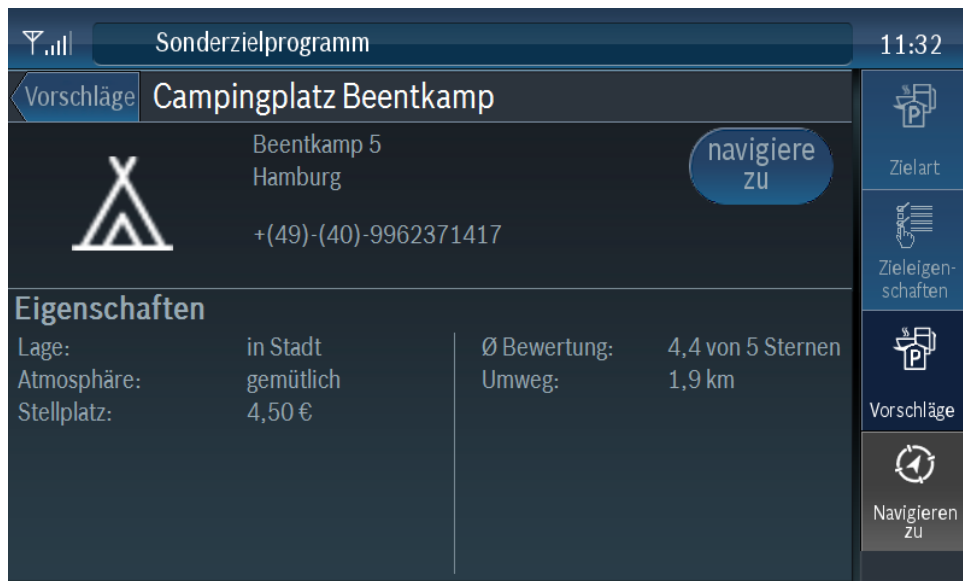 Sonderzielprogramm
11:32
Vorschläge
Campingplatz Beentkamp
Beentkamp 5
Hamburg
+(49)-(40)-9962371417
navigiere
zu
Eigenschaften
Lage: in Stadt
Atmosphäre: gemütlich
Stellplatz: 4,50 €
Ø Bewertung: 4,4 von 5 Sternen
Umweg: 1,9 km
P
Zielart
Zieleigen-
schaften
P
Vorschläge
Navigieren
zu